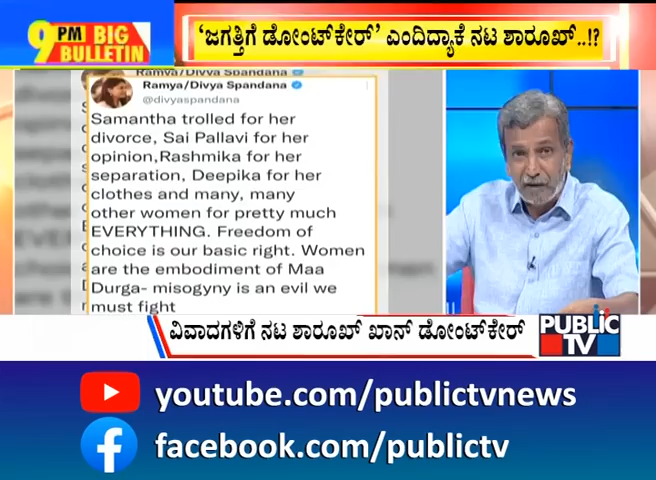 9 PM BIG BULLETIN
‘ಜಗತ್ತಿಗೆ ಡೋಂಟ್‌ಕೇರ್’ ಎಂದಿದ್ಯಾಕೆ ನಟ ಶಾರೂಖ್..!?
Ramya/Divya Spandana
Ramya/Divya Spandana
@divyaspandana
Samantha trolled for her
divorce, Sai Pallavi for her
opinion,Rashmika for her
separation, Deepika for her
clothes and many, many
other women for pretty much
EVERYTHING. Freedom of
choice is our basic right. Women
are the embodiment of Maa
Durga- misogyny is an evil we
must fight
ವಿವಾದಗಳಿಗೆ ನಟ ಶಾರೂಖ್ ಖಾನ್ ಡೋಂಟ್‌ಕೇರ್
PUBLIC
TV
youtube.com/publictvnews
facebook.com/publictv